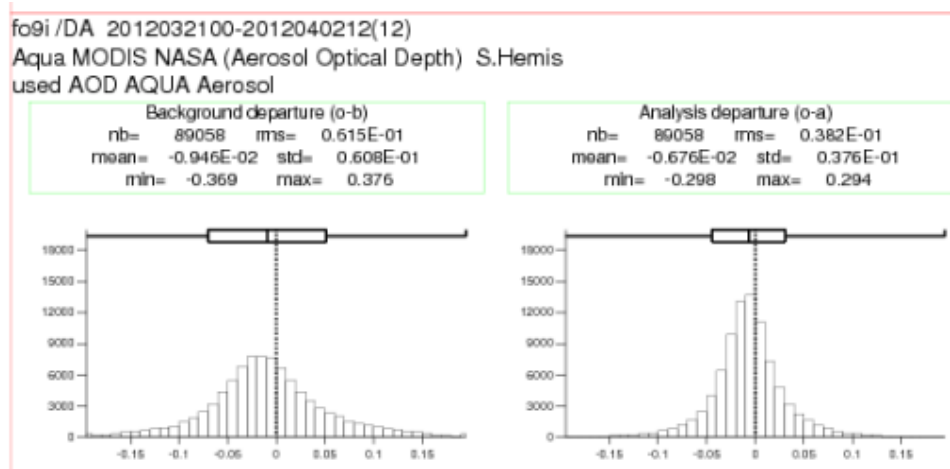 fo9i /DA 2012032100-2012040212(12)
Aqua MODIS NASA (Aerosol Optical Depth) S.Hemis
used AOD AQUA Aerosol
Background departure (o-b)
nb= 89058 rms= 0.615E-01
mean= -0.946E-02 std= 0.608E-01
min= -0.369 max= 0.376
Analysis departure (o-a)
nb= 89058 rms= 0.382E-01
mean= -0.676E-02 std= 0.376E-01
min= -0.298 max= 0.294
18000
15000
12000
9000
6000
3000
0
-0.15 -0.1 -0.05 0 0.05 0.1 0.15
18000
15000
12000
9000
6000
3000
0
-0.15 -0.1 -0.05 0 0.05 0.1 0.15